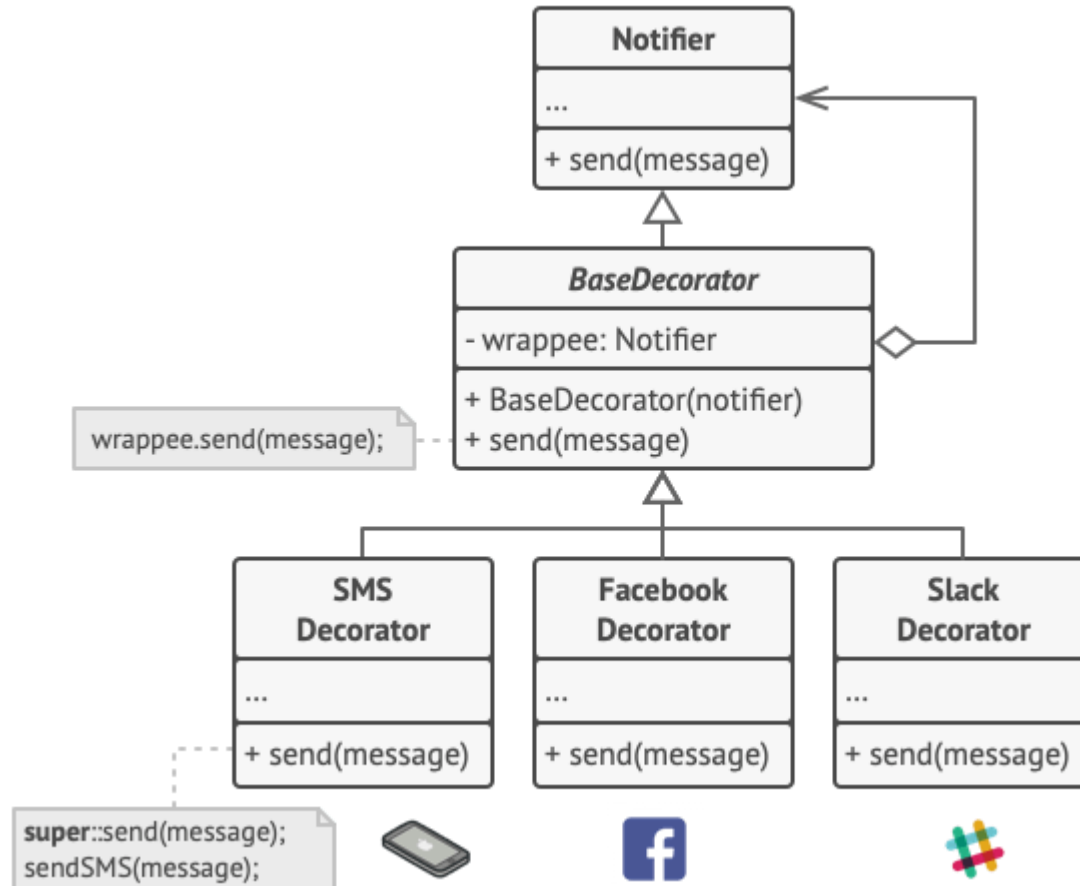 Notifier
...
+ send(message)
BaseDecorator
- wrappee: Notifier
+ BaseDecorator(notifier)
+ send(message)
wrappee.send(message);
SMS
Decorator
...
+ send(message)
Facebook
Decorator
...
+ send(message)
Slack
Decorator
...
+ send(message)
super::send(message);
sendSMS(message);